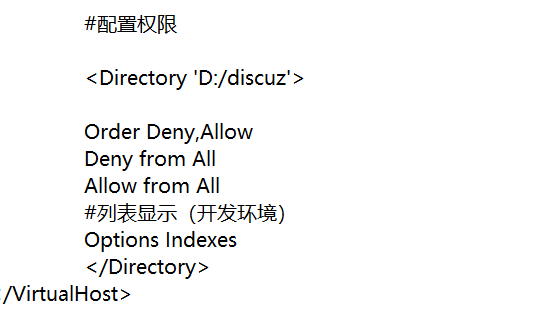 #配置权限
<Directory 'D:/discuz'>
Order Deny,Allow
Deny from All
Allow from All
#列表显示（开发环境）
Options Indexes
</Directory>
/VirtualHost>